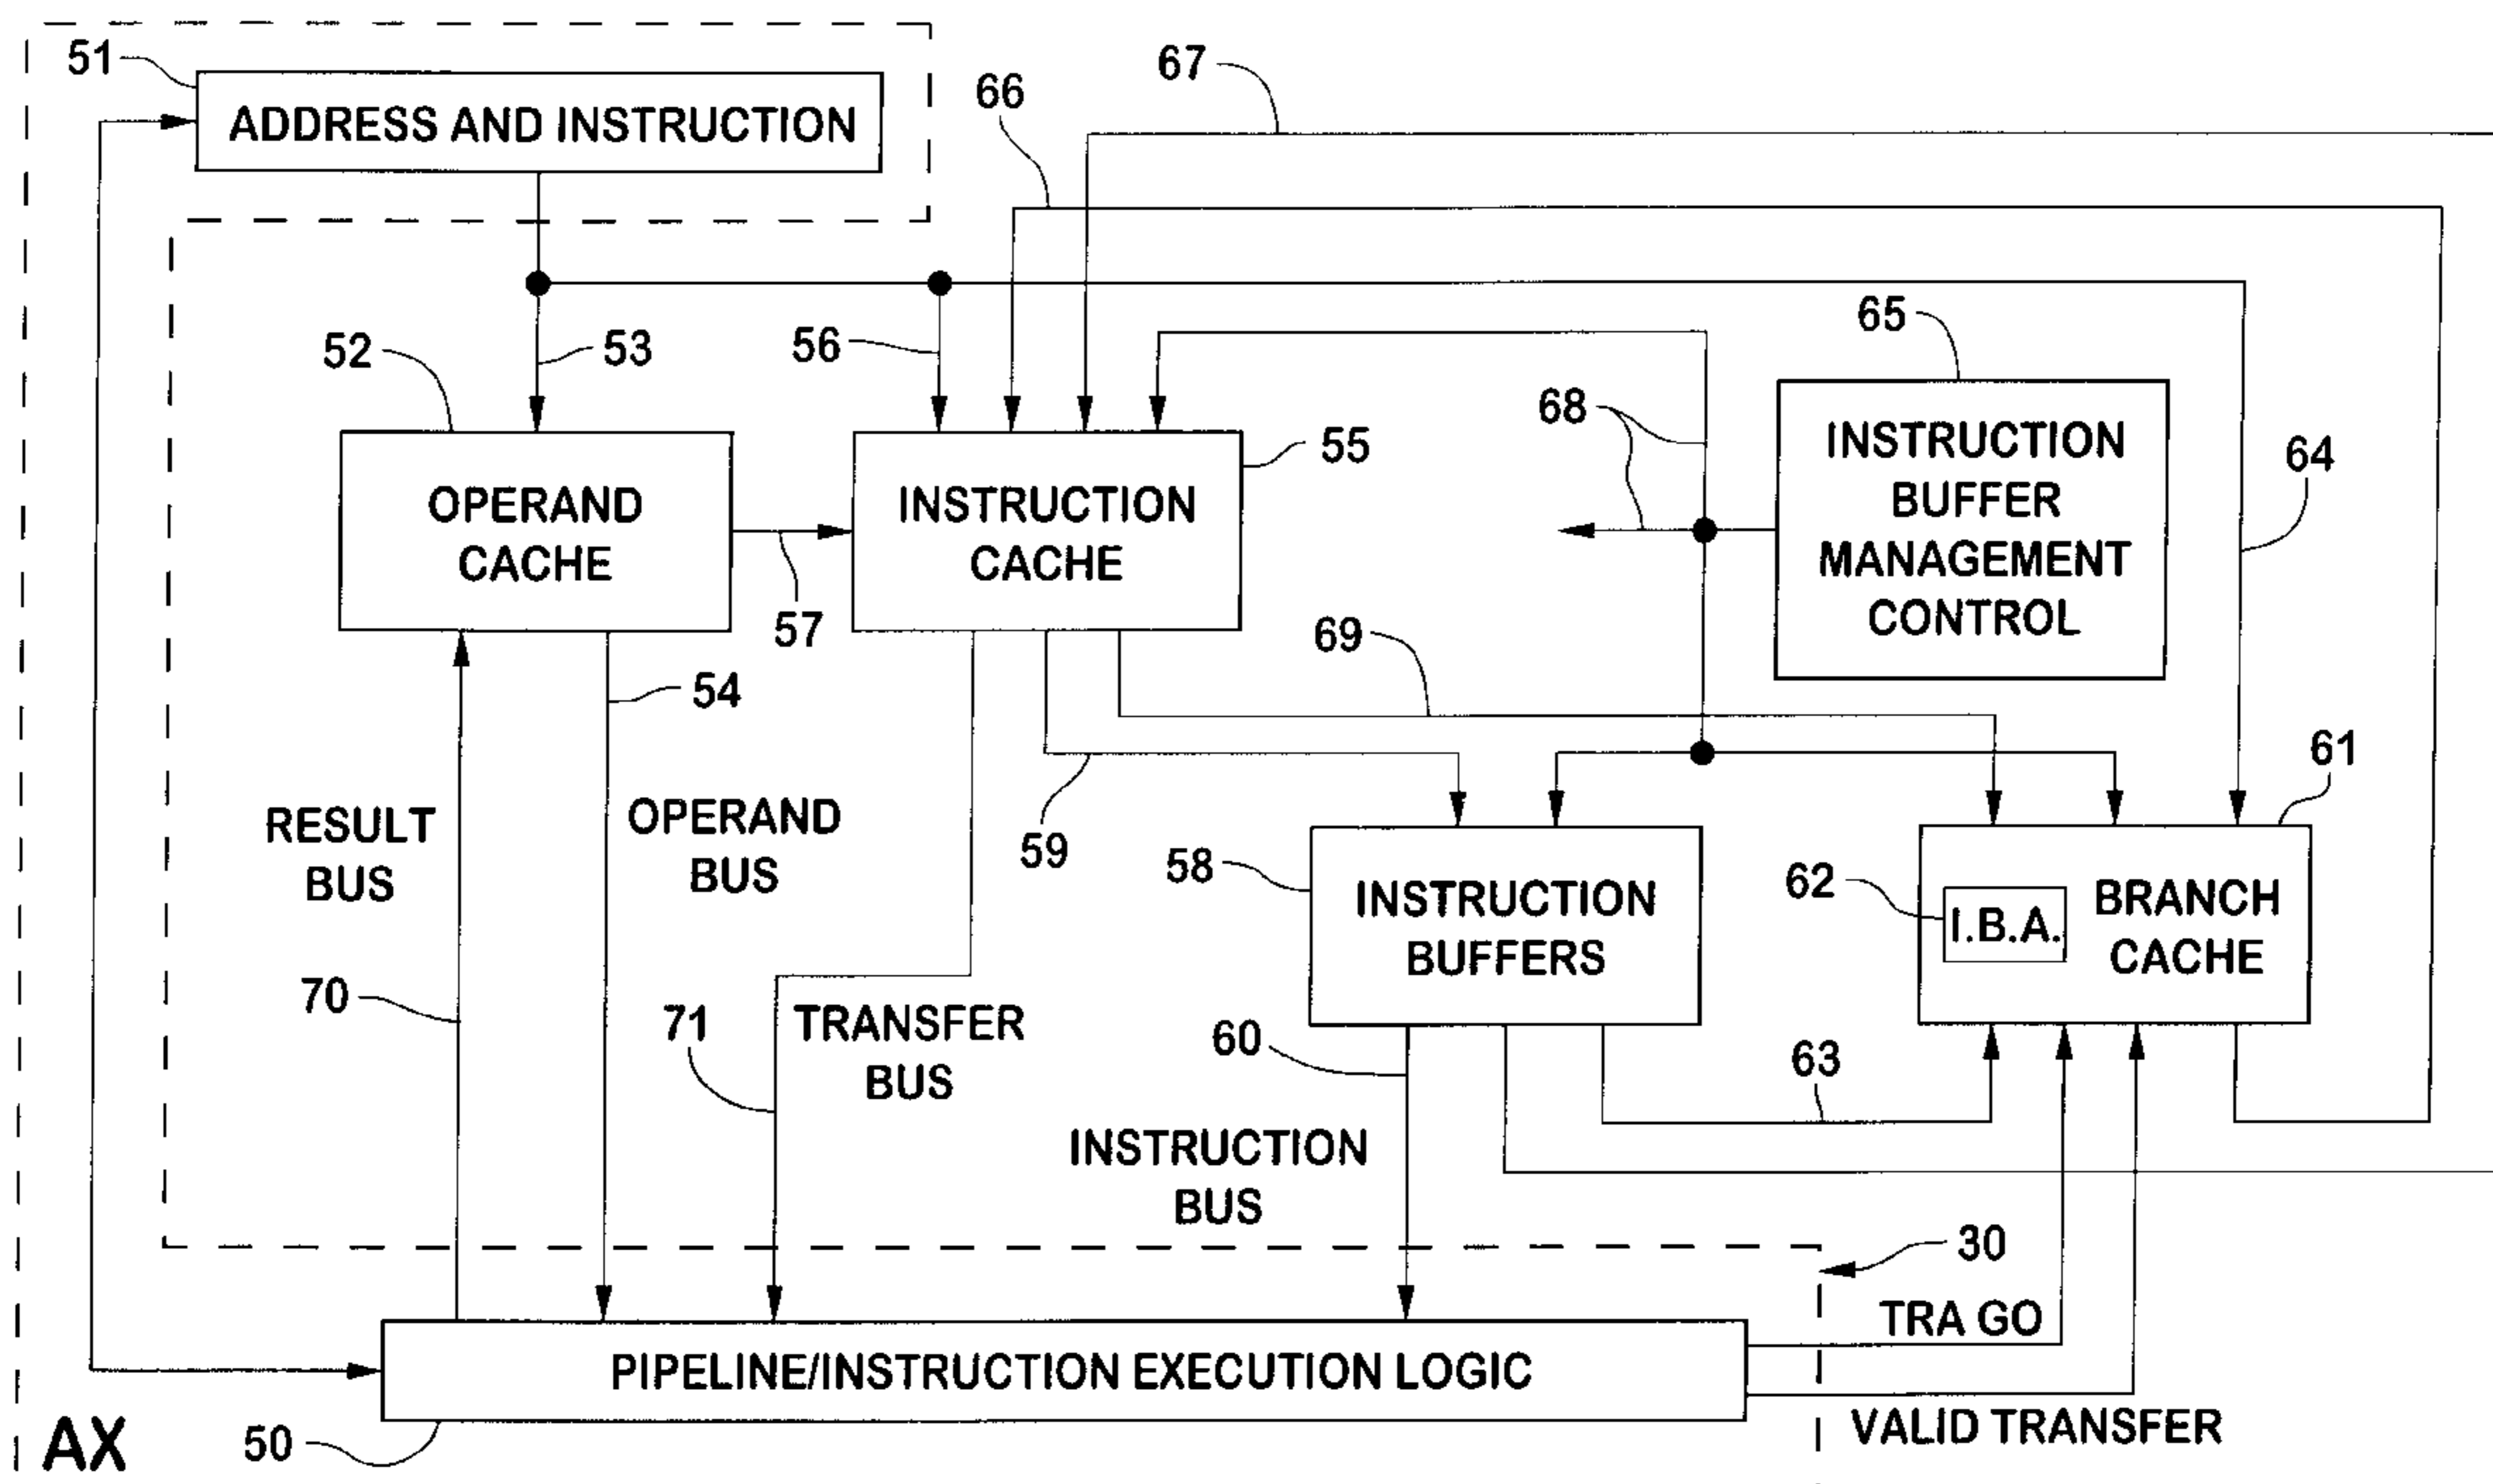 51
ADDRESS AND INSTRUCTION
67
66
65
52
53
56
68
55
64
OPERAND
CACHE
INSTRUCTION
CACHE
INSTRUCTION
BUFFER
MANAGEMENT
CONTROL
57
69
54
61
RESULT
BUS
OPERAND
BUS
59
58
62
INSTRUCTION
BUFFERS
I.B.A.
BRANCH
CACHE
70
71
TRANSFER
BUS
60
63
INSTRUCTION
BUS
30
TRA GO
PIPELINE/INSTRUCTION EXECUTION LOGIC
VALID TRANSFER
AX
50